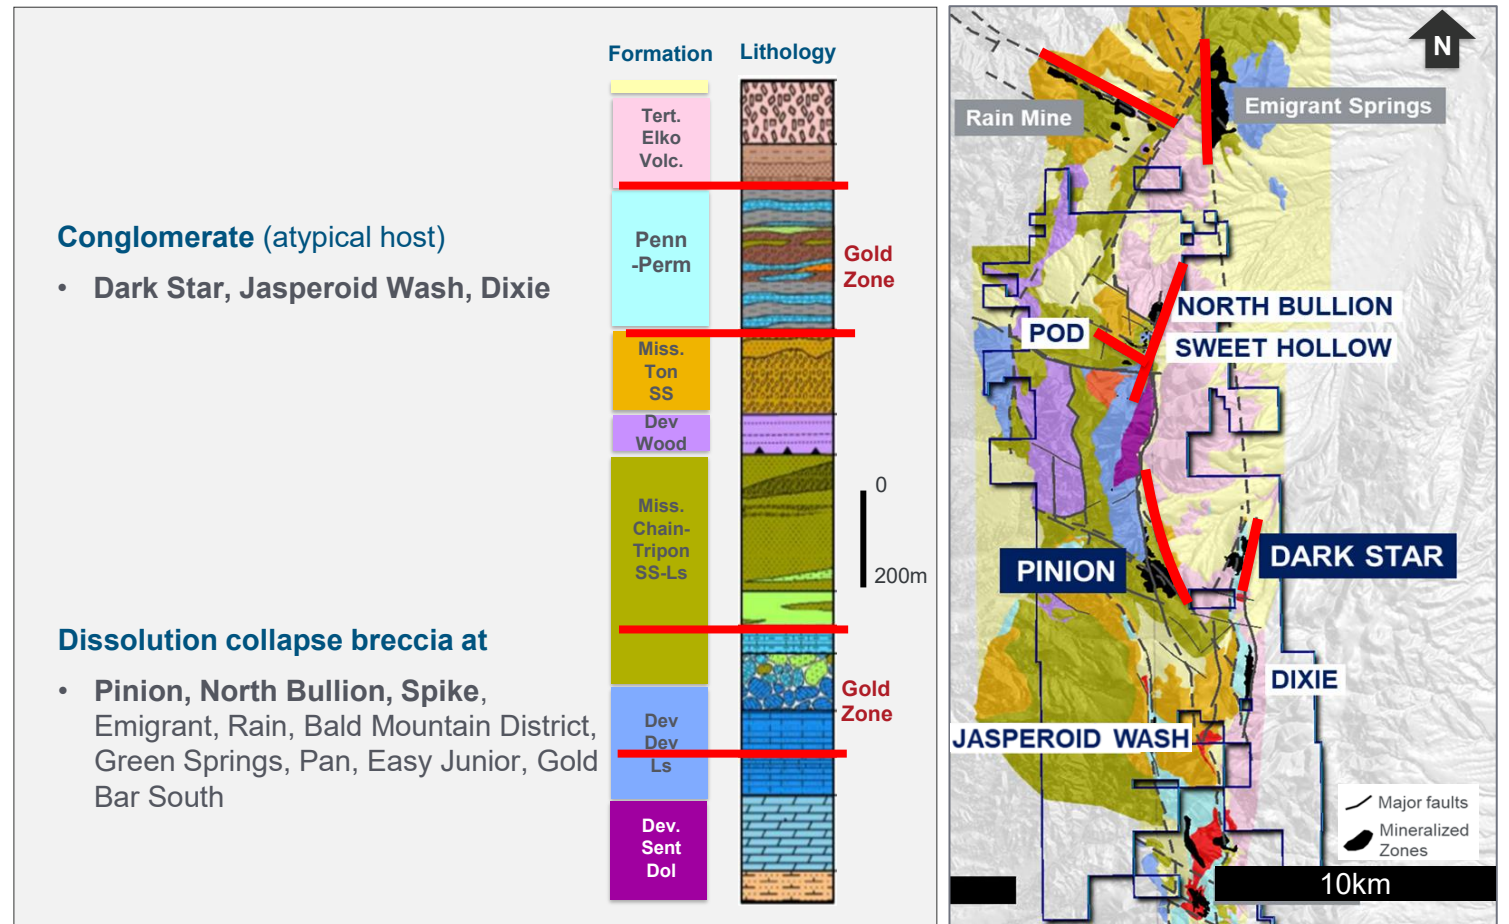 Formation
Lithology
Conglomerate (atypical host)
• Dark Star, Jasperoid Wash, Dixie
Dissolution collapse breccia at
• Pinion, North Bullion, Spike,
Emigrant, Rain, Bald Mountain District,
Green Springs, Pan, Easy Junior, Gold
Bar South
Tert.
Elko
Volc.
Penn
-Perm
Miss.
Ton
SS
Dev
Wood
Miss.
Chain-
Tripon
SS-Ls
Dev
Dev
Ls
Dev.
Sent
Dol
Gold
Zone
0
200m
Gold
Zone
N
Rain Mine
Emigrant Springs
NORTH BULLION
POD
SWEET HOLLOW
PINION
DARK STAR
DIXIE
JASPEROID WASH
Major faults
Mineralized
Zones
10km